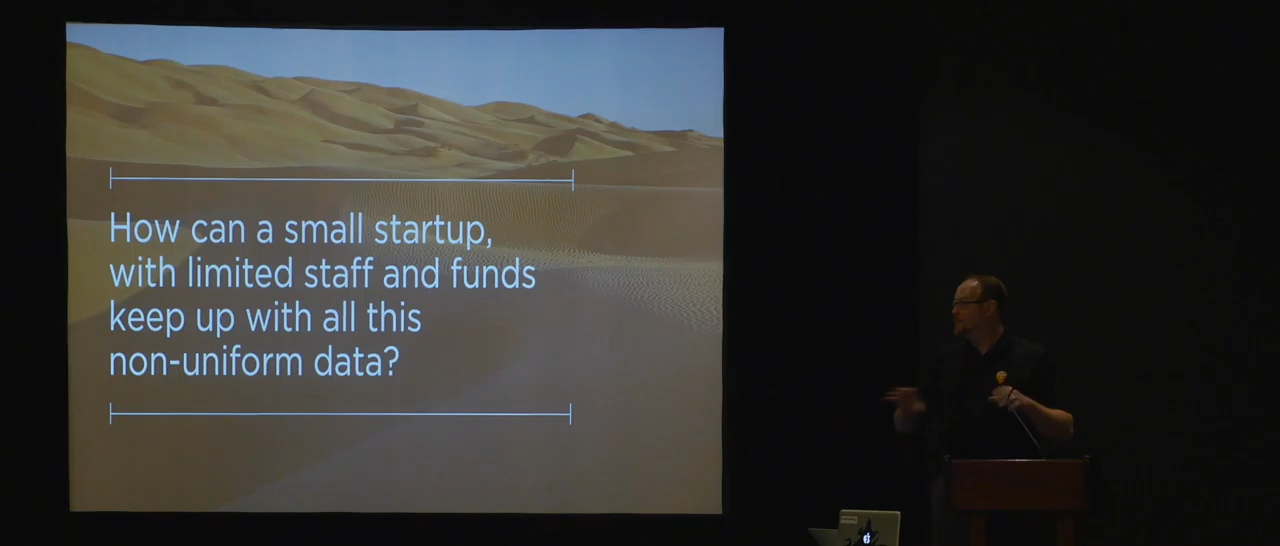 How can a small startup,
with limited staff and funds
keep up with all this
non-uniform data?